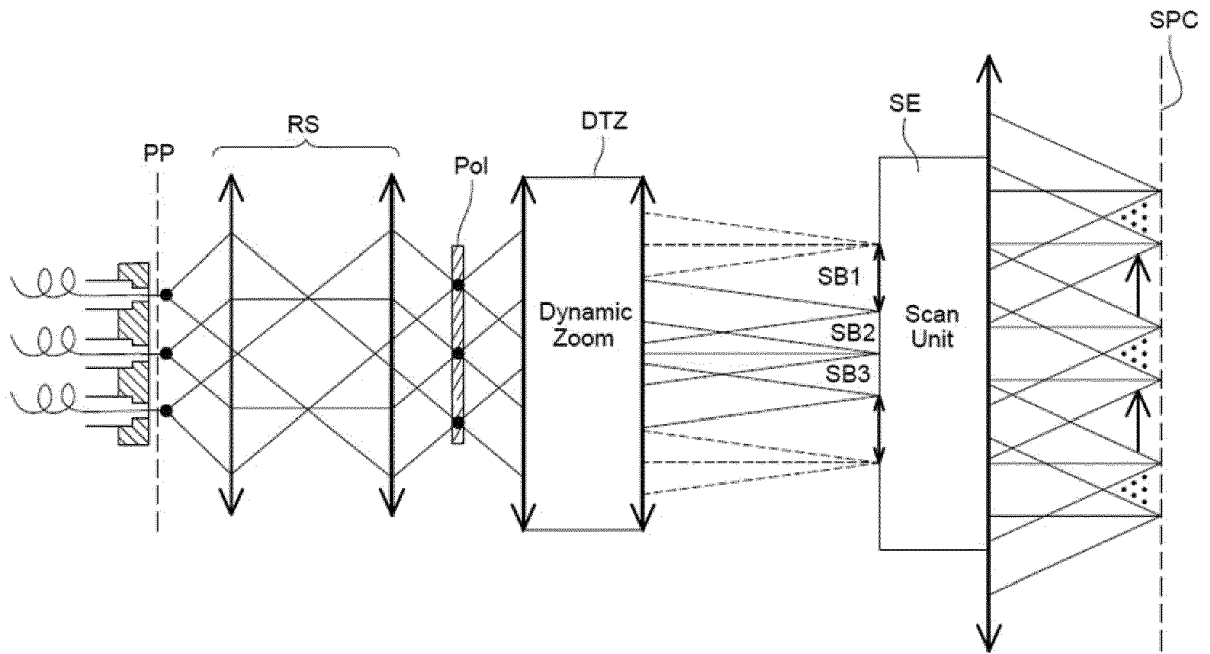 PP
RS
Pol
DTZ
SE
SPC
Dynamic
Zoom
SB1
SB2
SB3
Scan
Unit